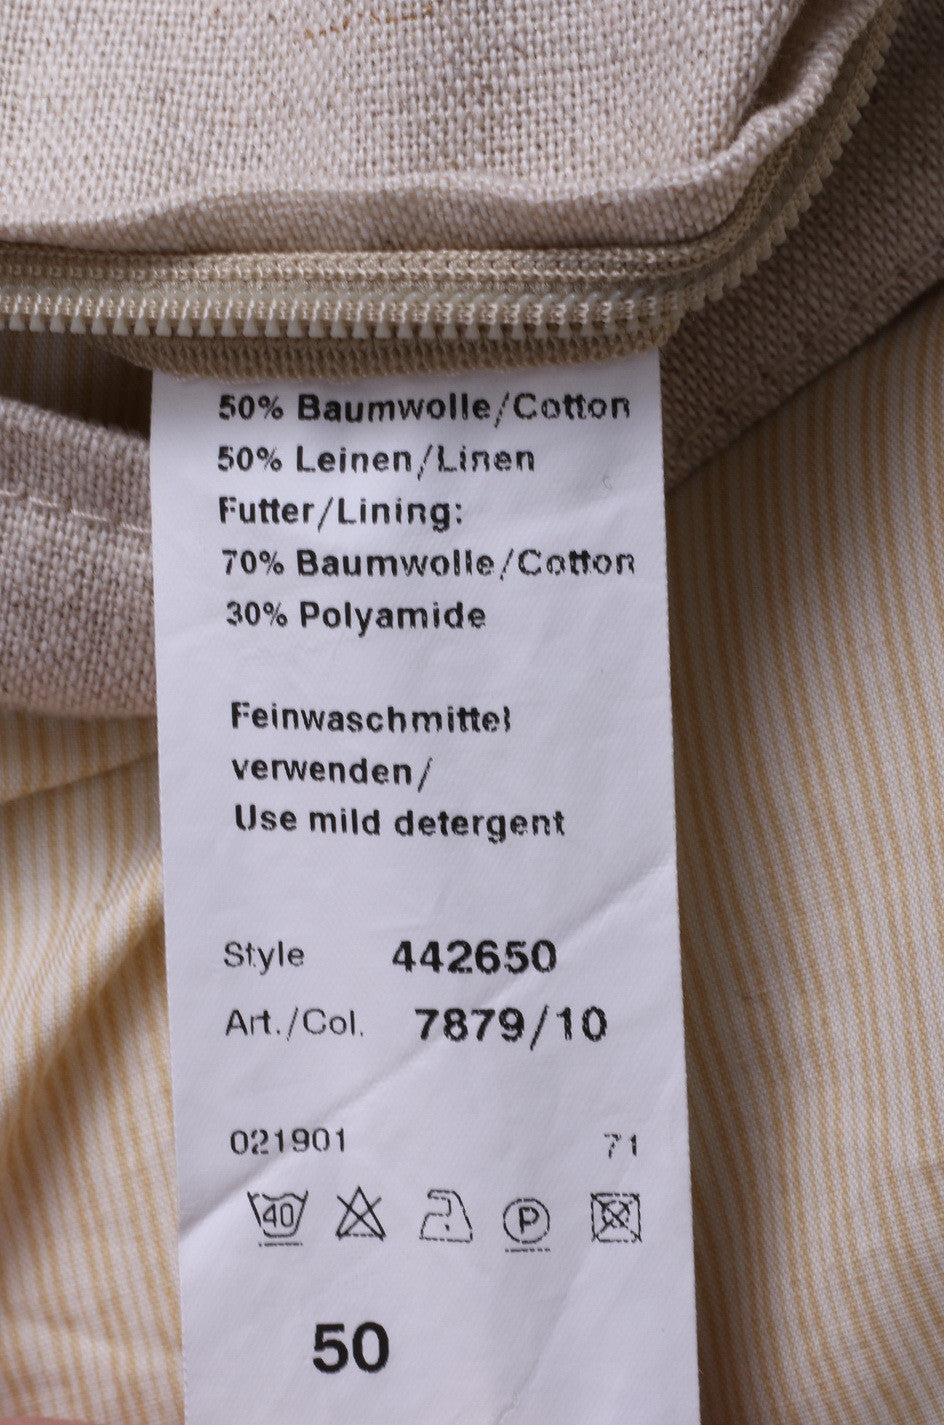 50% Baumwolle/Cotton
50% Leinen/Linen
Futter/Lining:
70% Baumwolle/Cotton
30% Polyamide
Feinwaschmittel
verwenden/
Use mild detergent
Style 442650
Art./Col. 7879/10
021901 71
40 P
50